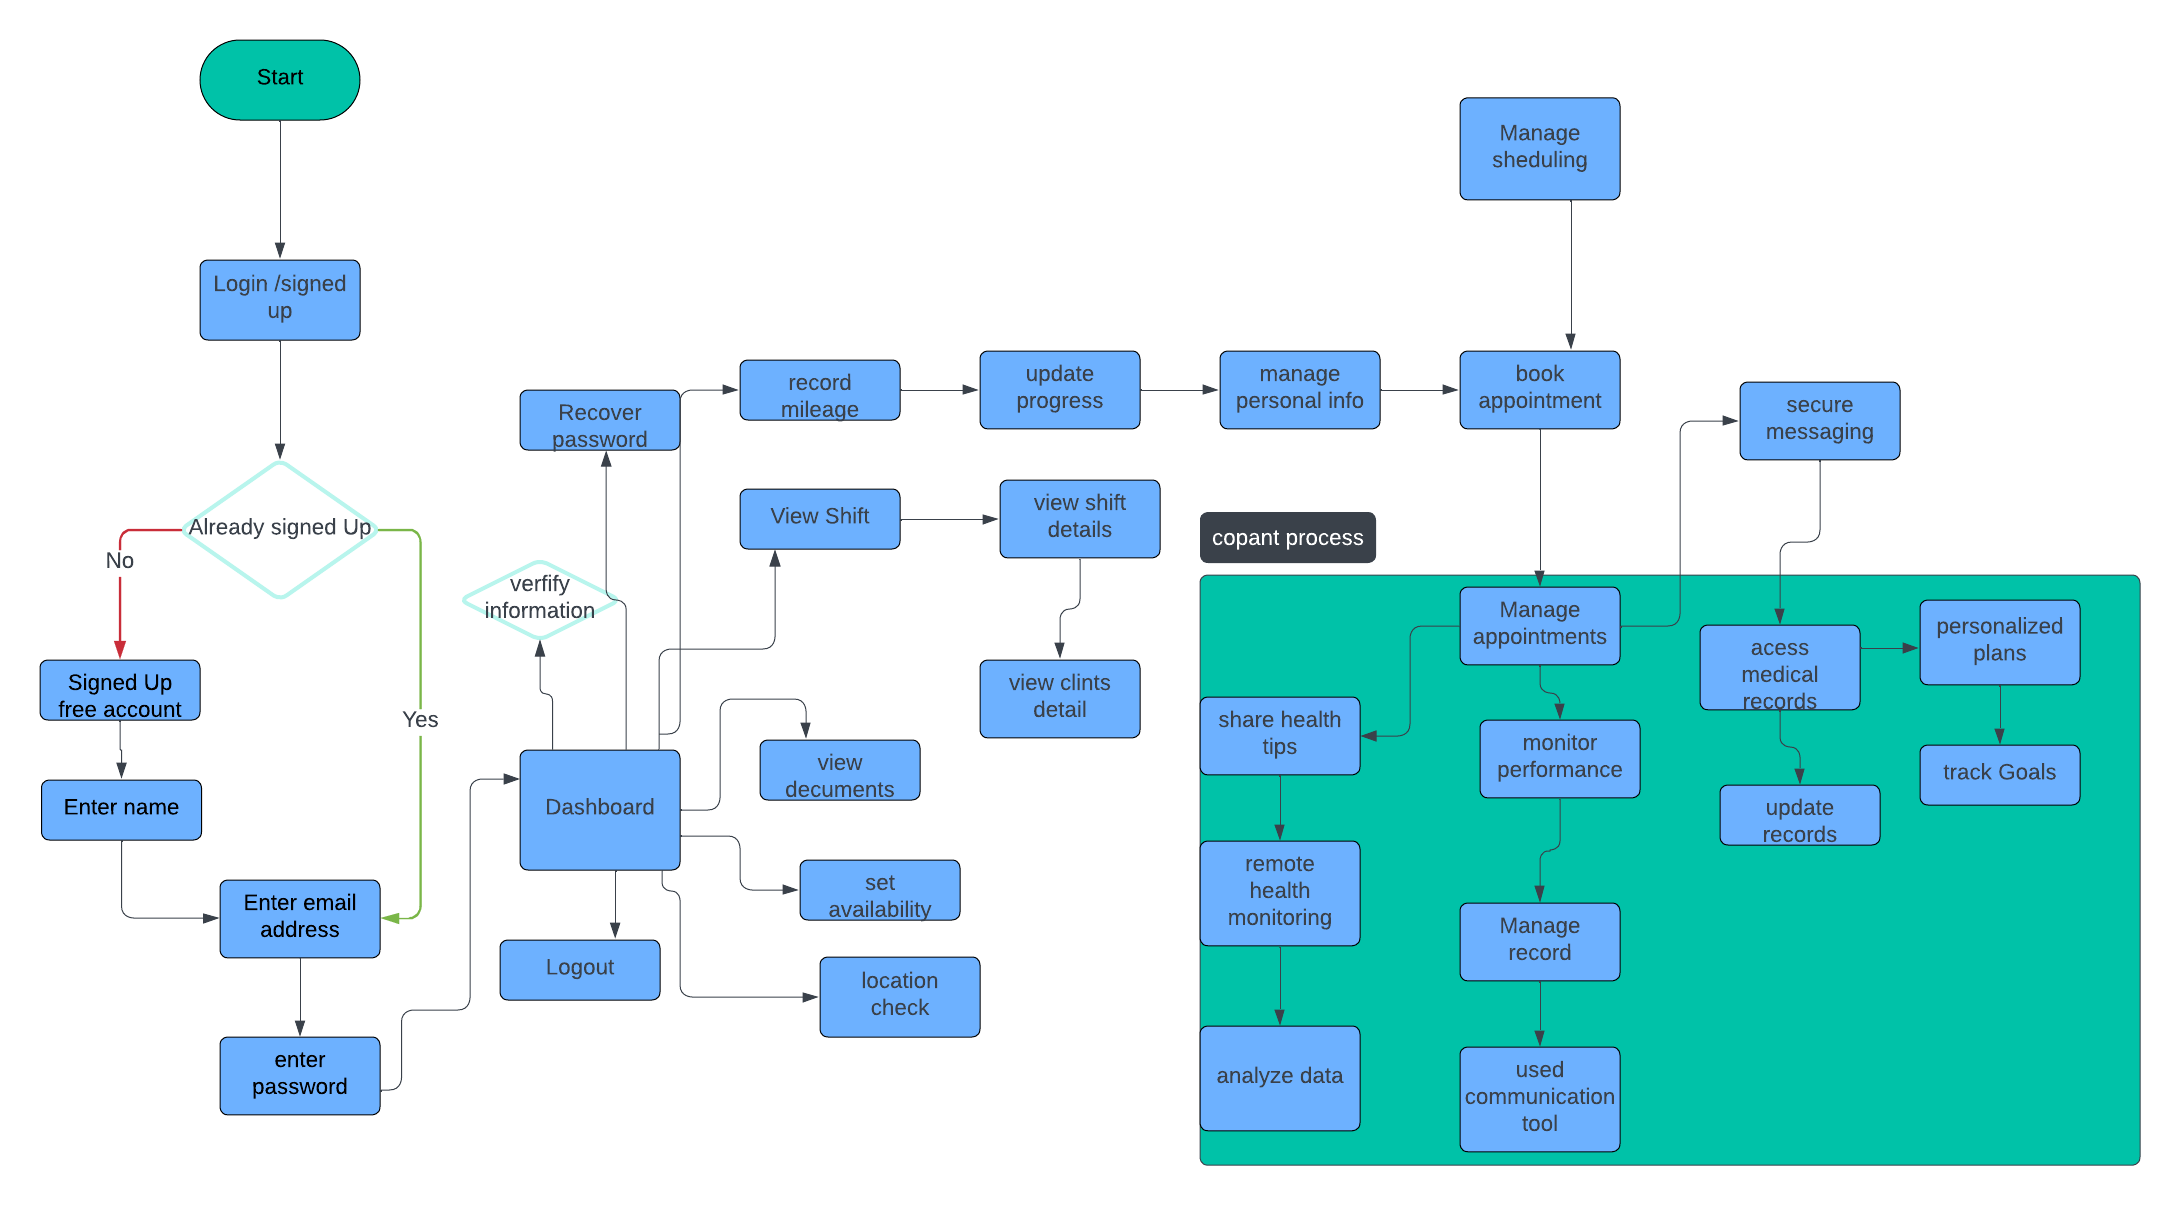 Start
Login /signed
up
Already signed Up
No
Yes
Signed Up
free account
Enter name
Enter email
address
enter
password
verfify
information
Recover
password
Dashboard
Logout
record
mileage
update
progress
manage
personal info
book
appointment
Manage
sheduling
View Shift
view shift
details
view clints
detail
view
decuments
set
availability
location
check
secure
messaging
copant process
Manage
appointments
share health
tips
remote
health
monitoring
analyze data
monitor
performance
Manage
record
used
communication
tool
acess
medical
records
update
records
personalized
plans
track Goals